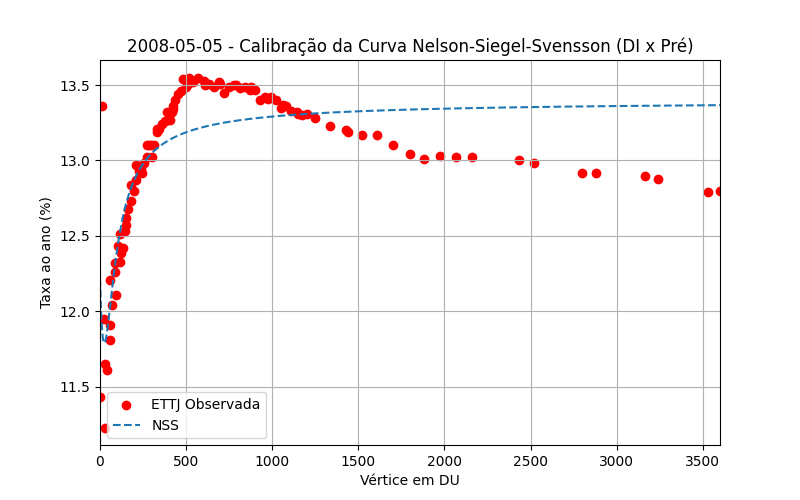 2008-05-05 - Calibração da Curva Nelson-Siegel-Svensson (DI x Pré)
13.5
13.0
12.5
12.0
11.5
Taxa ao ano (%)
ETTJ Observada
NSS
0 500 1000 1500 2000 2500 3000 3500
Vértice em DU